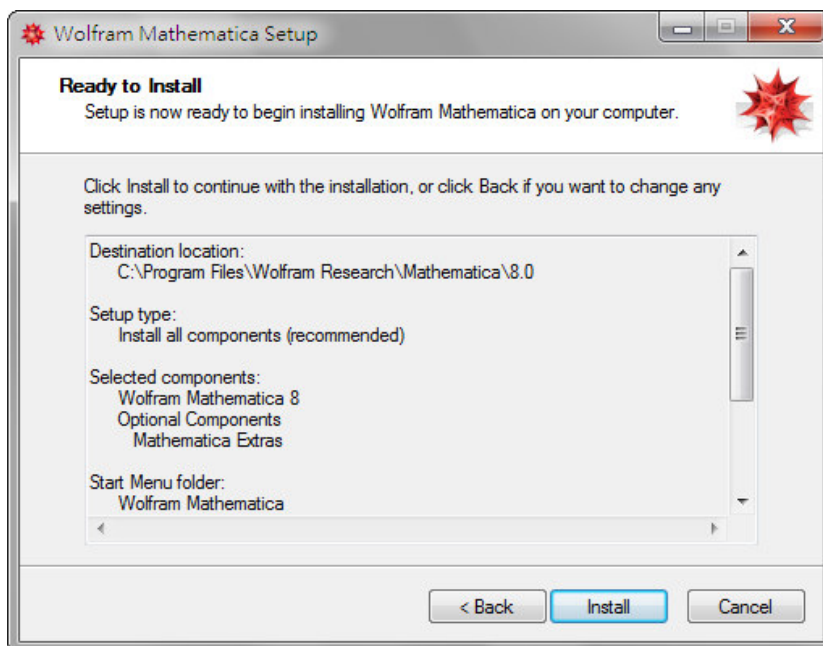 Wolfram Mathematica Setup
Ready to Install
Setup is now ready to begin installing Wolfram Mathematica on your computer.
Click Install to continue with the installation, or click Back if you want to change any
settings.
Destination location:
C:\Program Files\Wolfram Research\Mathematica\8.0
Setup type:
Install all components (recommended)
Selected components:
Wolfram Mathematica 8
Optional Components
Mathematica Extras
Start Menu folder:
Wolfram Mathematica
< Back Install Cancel